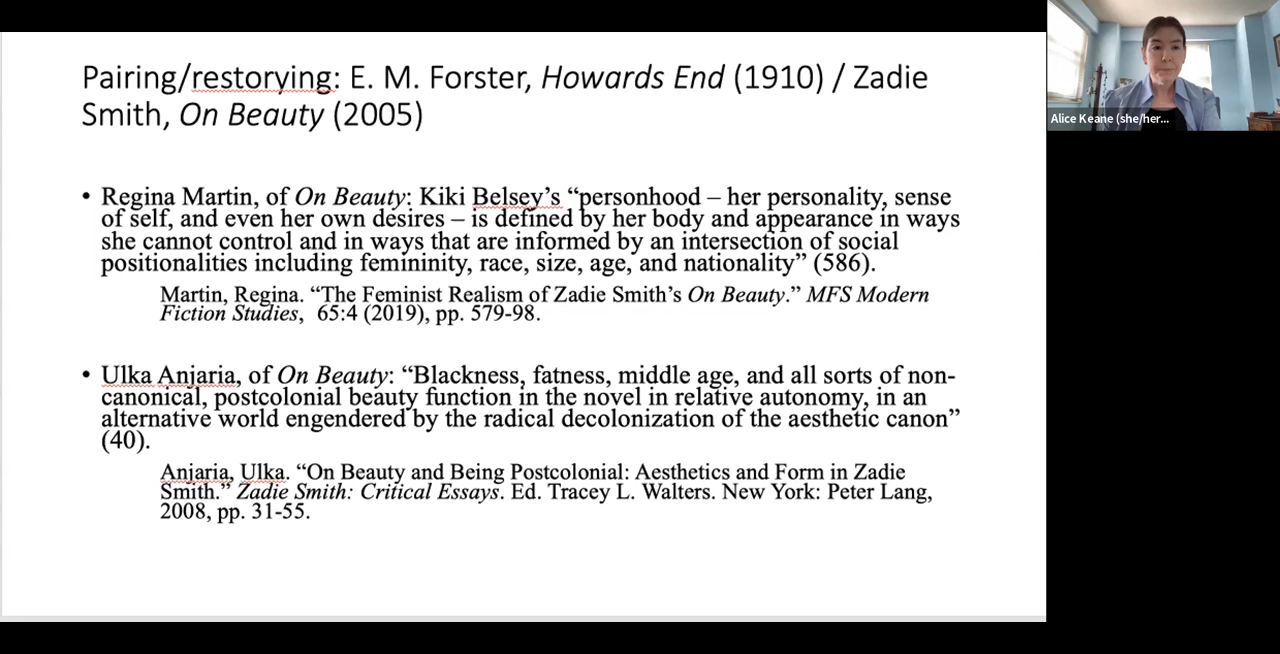 Pairing/restorying: E. M. Forster, Howards End (1910) / Zadie
Smith, On Beauty (2005)
• Regina Martin, of On Beauty: Kiki Belsey’s “personhood – her personality, sense
of self, and even her own desires – is defined by her body and appearance in ways
she cannot control and in ways that are informed by an intersection of social
positionalities including femininity, race, size, age, and nationality” (586).
Martin, Regina. “The Feminist Realism of Zadie Smith’s On Beauty.” MFS Modern
Fiction Studies, 65:4 (2019), pp. 579-98.
• Ulka Anjaria, of On Beauty: “Blackness, fatness, middle age, and all sorts of non-
canonical, postcolonial beauty function in the novel in relative autonomy, in an
alternative world engendered by the radical decolonization of the aesthetic canon”
(40).
Anjaria, Ulka. “On Beauty and Being Postcolonial: Aesthetics and Form in Zadie
Smith.” Zadie Smith: Critical Essays. Ed. Tracey L. Walters. New York: Peter Lang,
2008, pp. 31-55.
Alice Keane (she/her...